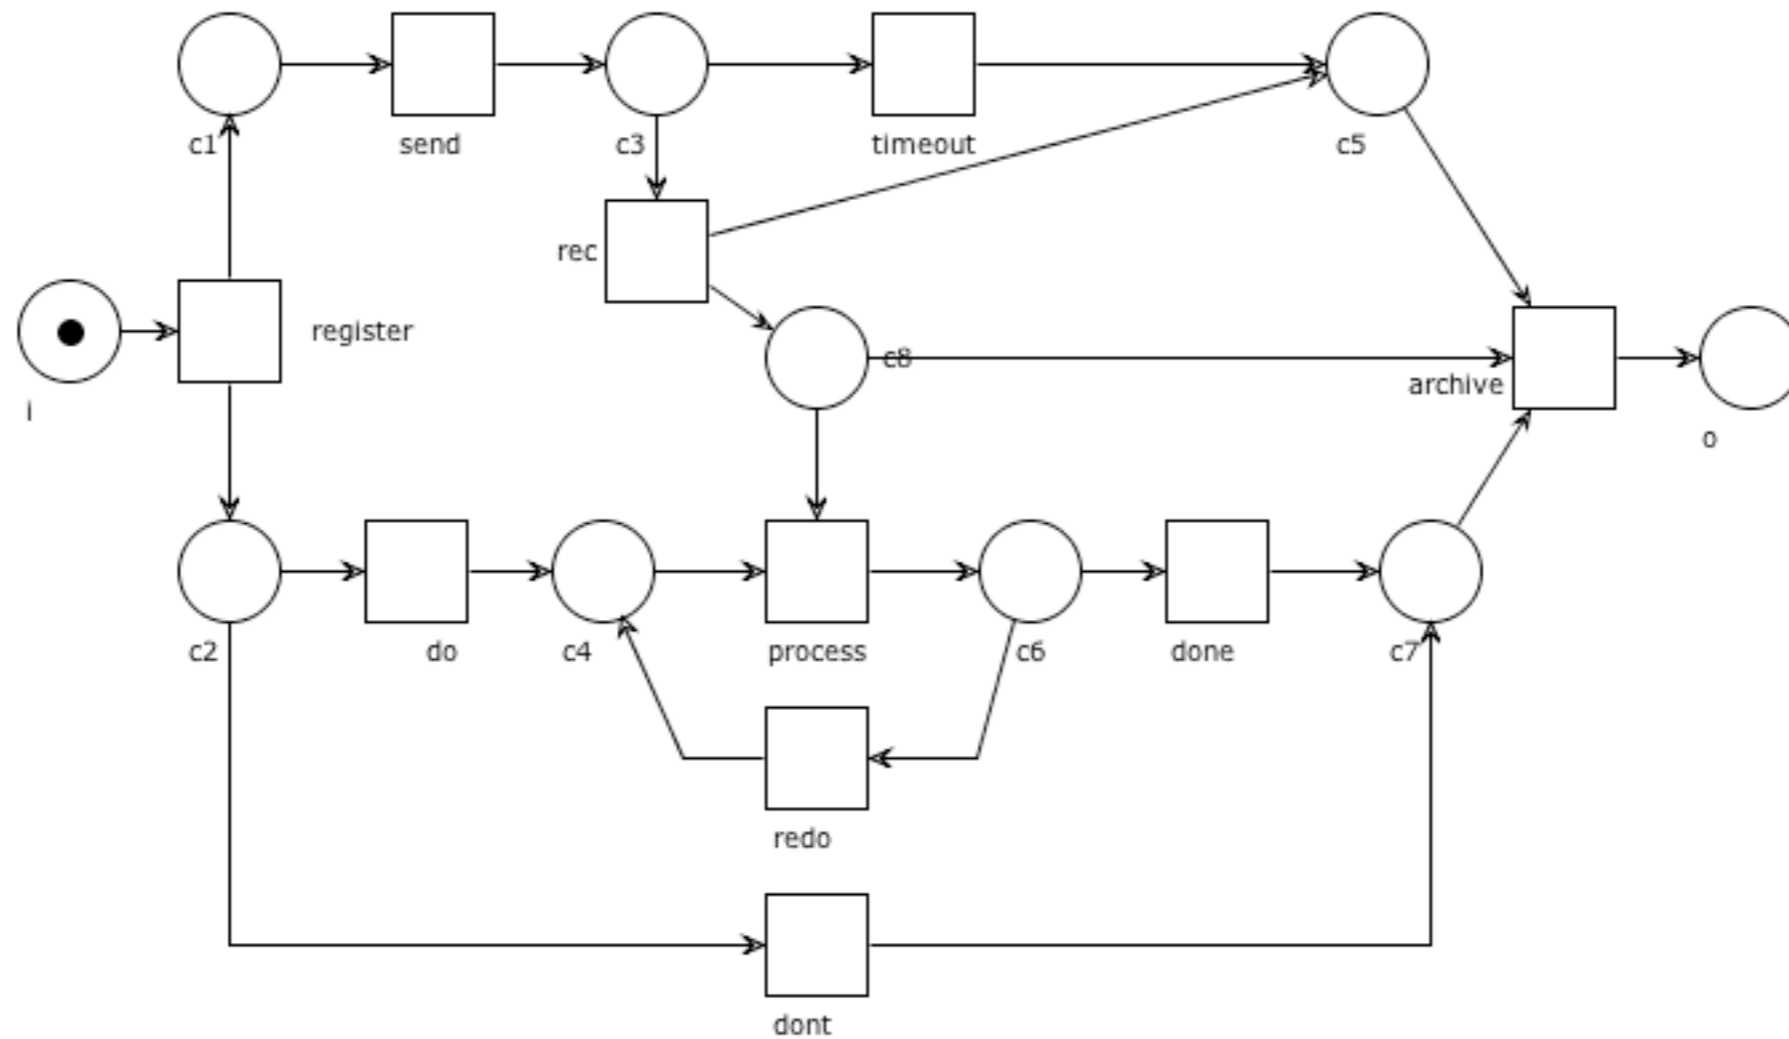 c1
send
c3
timeout
c5
rec
register
c8
archive
i
o
c2
do
c4
process
c6
done
c7
redo
dont